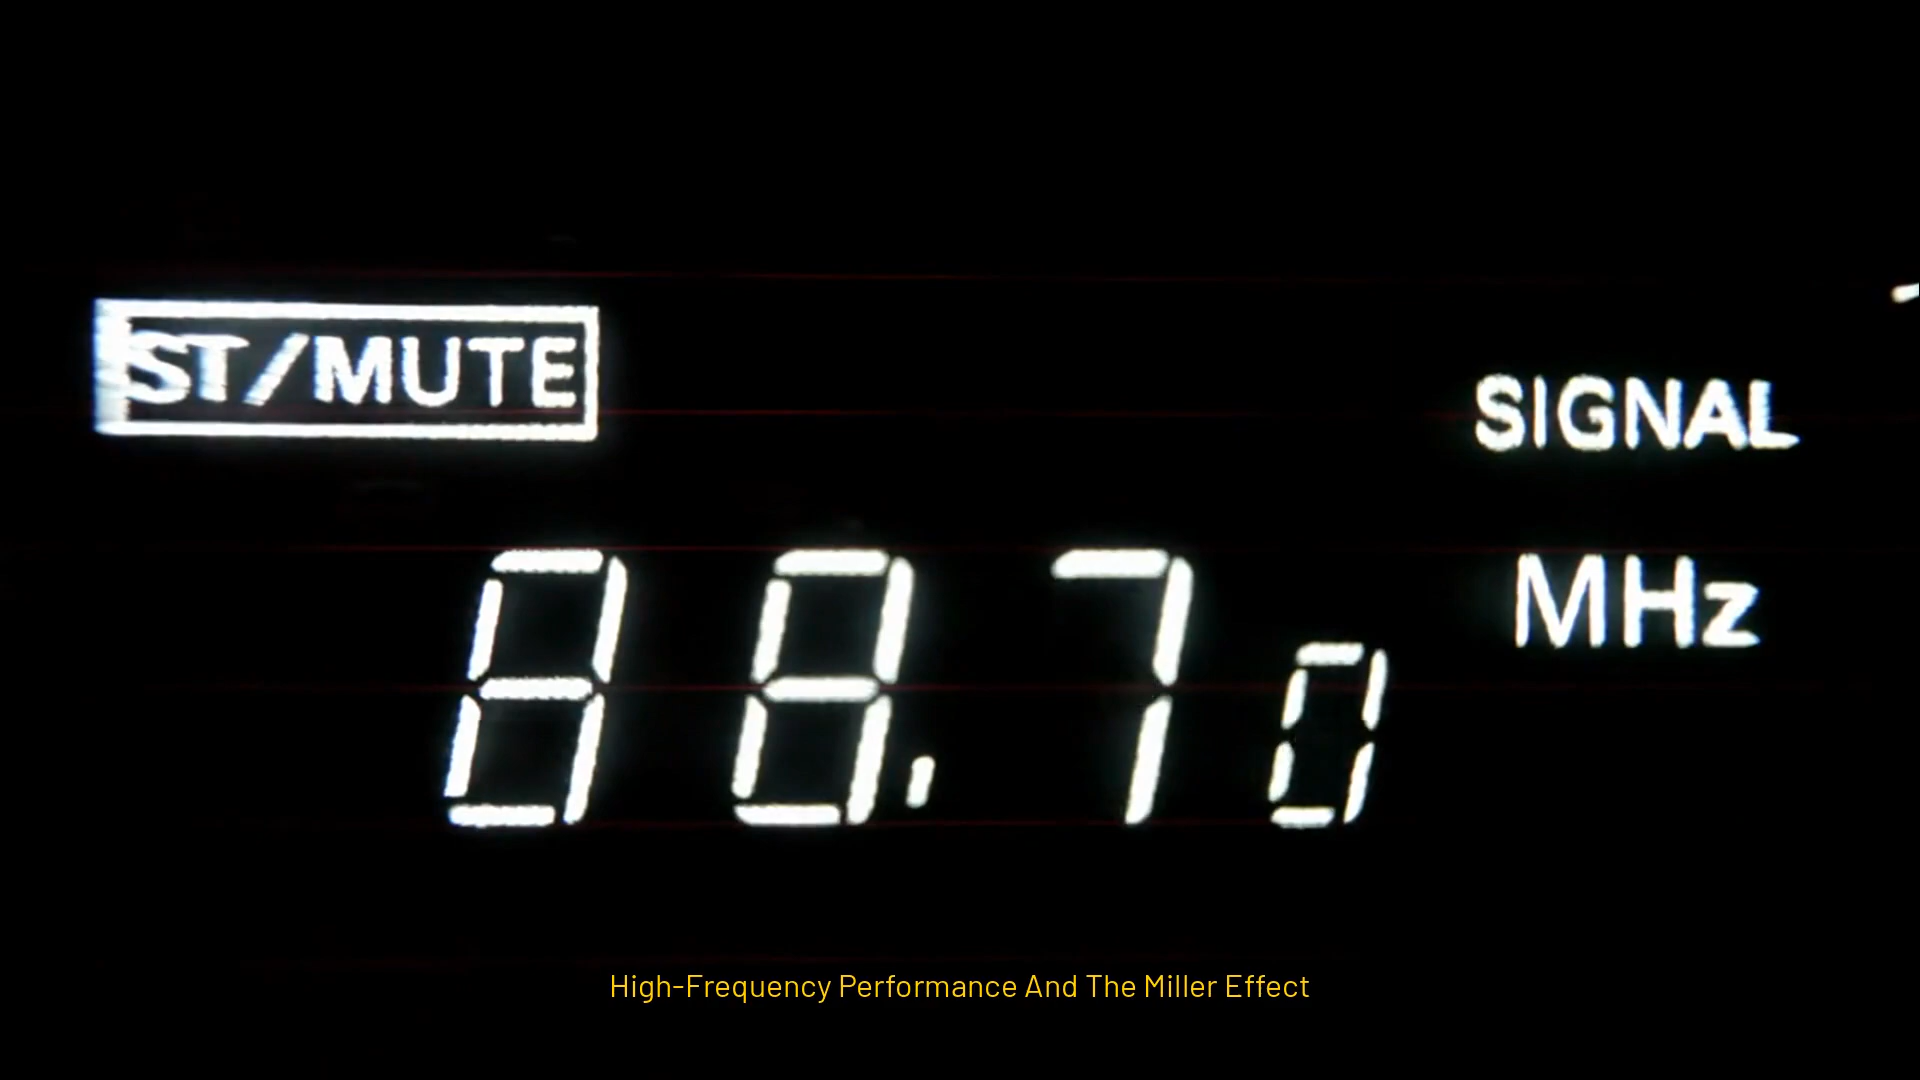 ST/MUTE
SIGNAL
88.70 MHz
High-Frequency Performance And The Miller Effect